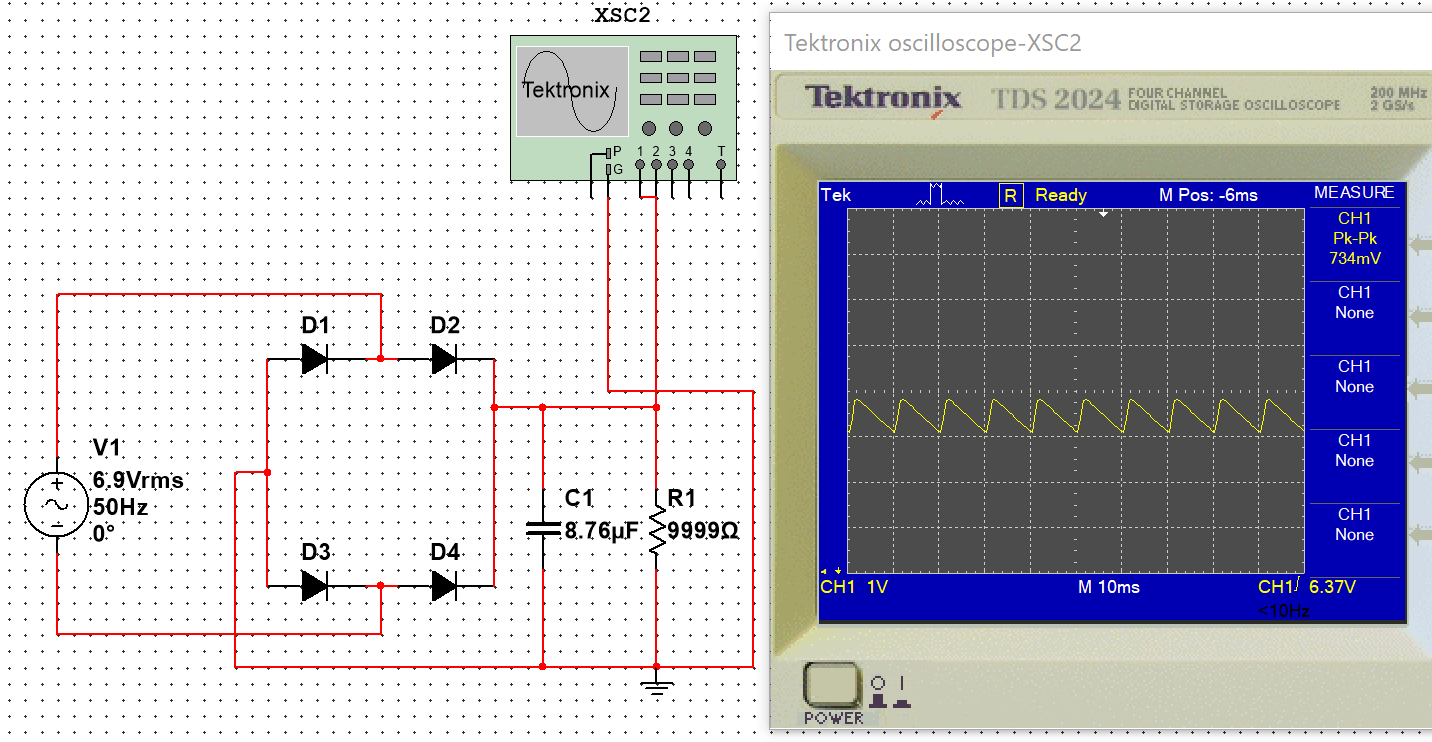 XSC2
Tektronix
P
G
1 2 3 4 T
D1
D2
V1
6.9Vrms
50Hz
0°
C1
8.76µF
R1
9999Ω
D3
D4
Tektronix oscilloscope-XSC2
Tektronix TDS 2024 FOUR CHANNEL
DIGITAL STORAGE OSCILLOSCOPE
200 MHz
2 GS/s
Tek R Ready M Pos: -6ms MEASURE
CH1
Pk-Pk
734mV
CH1
None
CH1
None
CH1
None
CH1
None
CH1 1V M 10ms CH1 6.37V
<10Hz
POWER